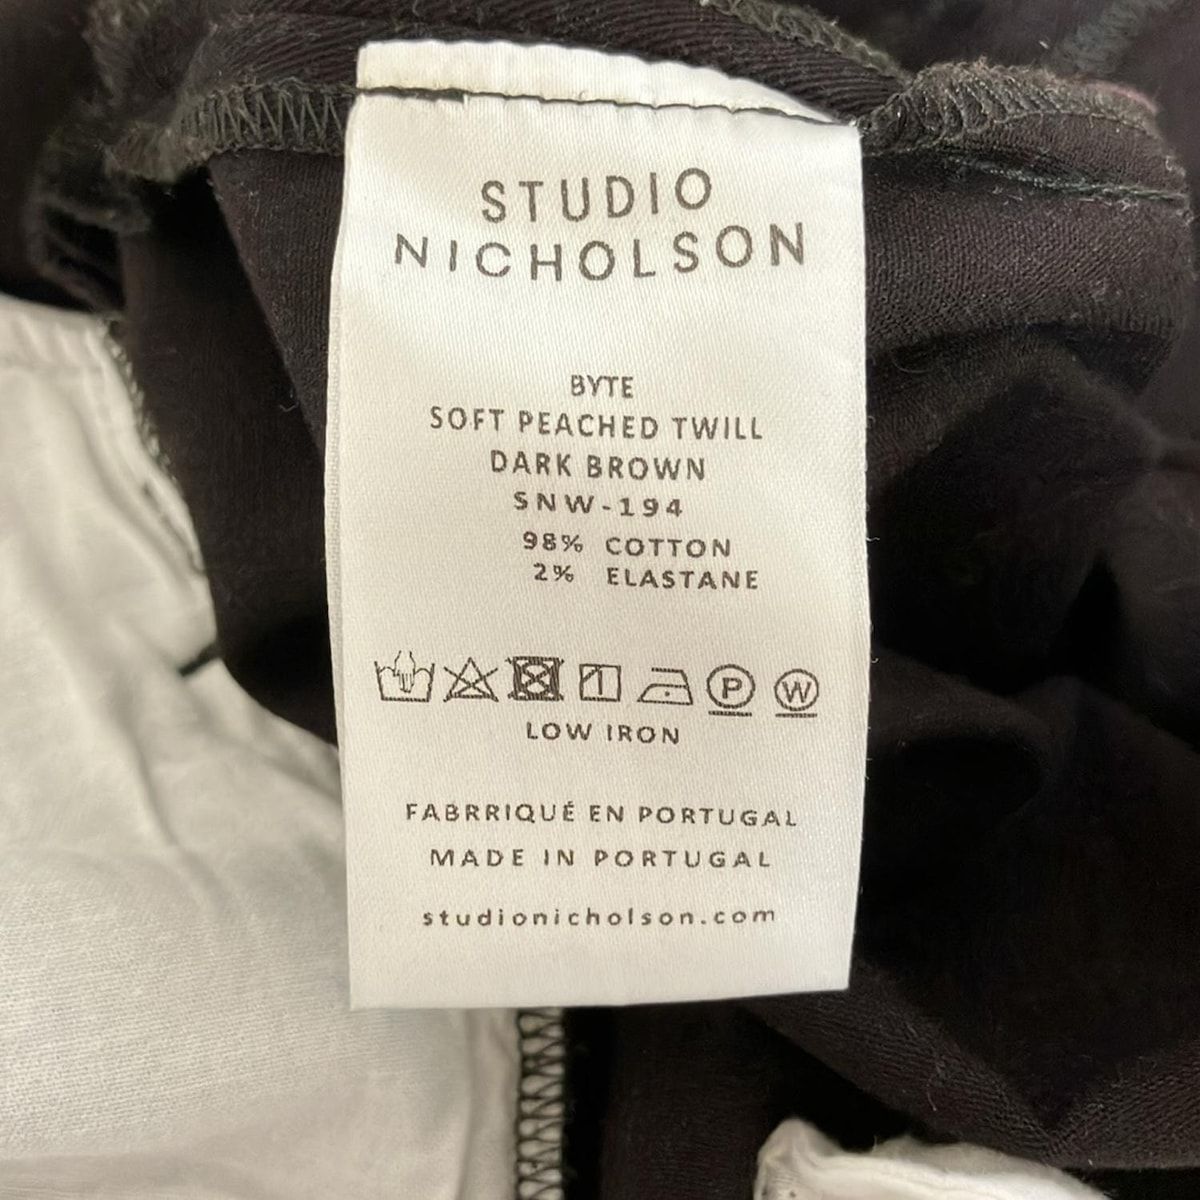 STUDIO
NICHOLSON
BYTE
SOFT PEACHED TWILL
DARK BROWN
SNW-194
98% COTTON
2% ELASTANE
P W
LOW IRON
FABRRIQUÉ EN PORTUGAL
MADE IN PORTUGAL
studionicholson.com